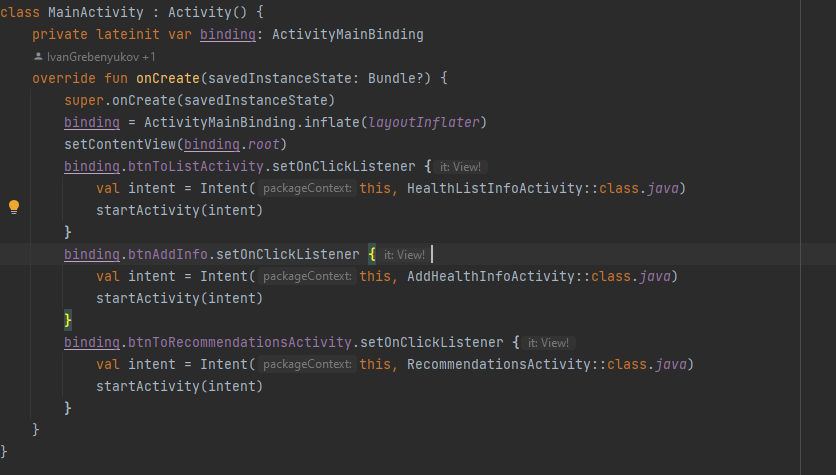 class MainActivity : Activity() {
private lateinit var binding: ActivityMainBinding
IvanGrebenyukov +1
override fun onCreate(savedInstanceState: Bundle?) {
super.onCreate(savedInstanceState)
binding = ActivityMainBinding.inflate(layoutInflater)
setContentView(binding.root)
binding.btnToListActivity.setOnClickListener { it: View!
val intent = Intent( packageContext: this, HealthListInfoActivity::class.java)
startActivity(intent)
}
binding.btnAddInfo.setOnClickListener { it: View!
val intent = Intent( packageContext: this, AddHealthInfoActivity::class.java)
startActivity(intent)
}
binding.btnToRecommendationsActivity.setOnClickListener { it: View!
val intent = Intent( packageContext: this, RecommendationsActivity::class.java)
startActivity(intent)
}
}
}